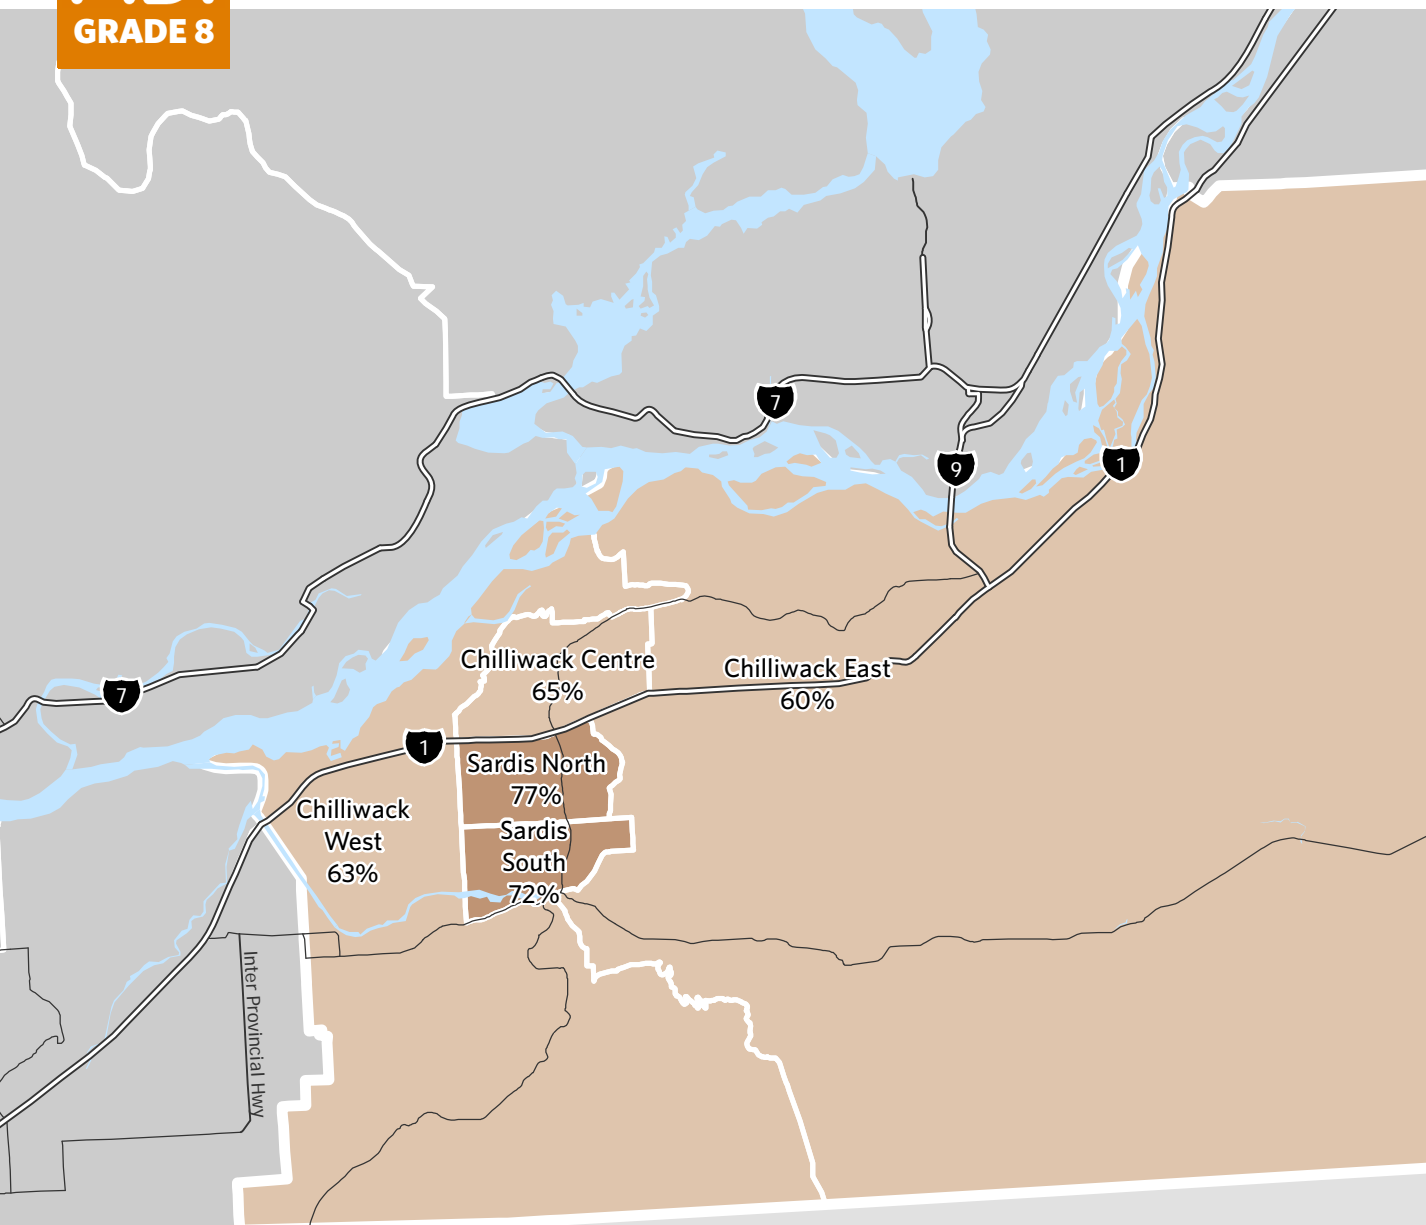 GRADE 8
7
9
1
Chilliwack Centre
65%
Chilliwack East
60%
7
1
Sardis North
77%
Chilliwack
West
63%
Sardis
South
72%
Inter Provincial Hwy